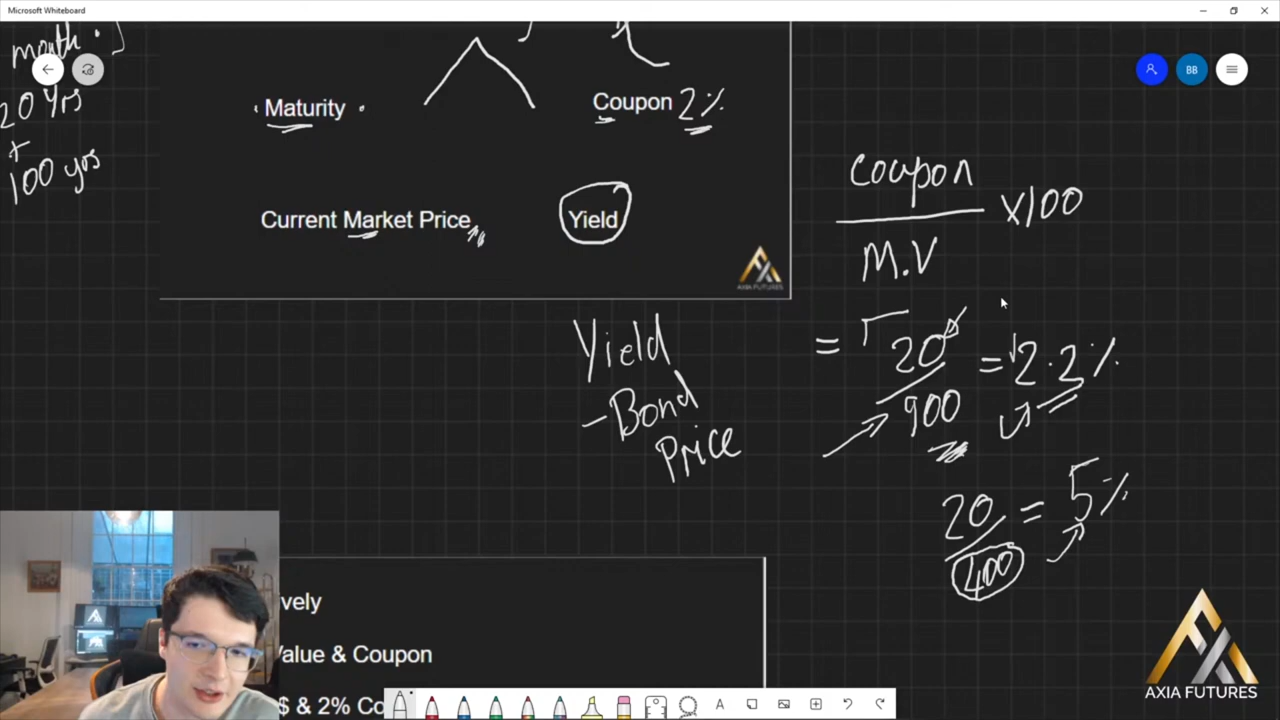 Microsoft Whiteboard
month.
20 Yrs
+
100 yrs
Maturity
Coupon 2%
Current Market Price
Yield
AXIA FUTURES
BB
Coupon
M.V
x100
= 20
900
= 2.2%
20
400
= 5%
Yield
- Bond
Price
vely
Value & Coupon
$ & 2% Co
A
AXIA FUTURES